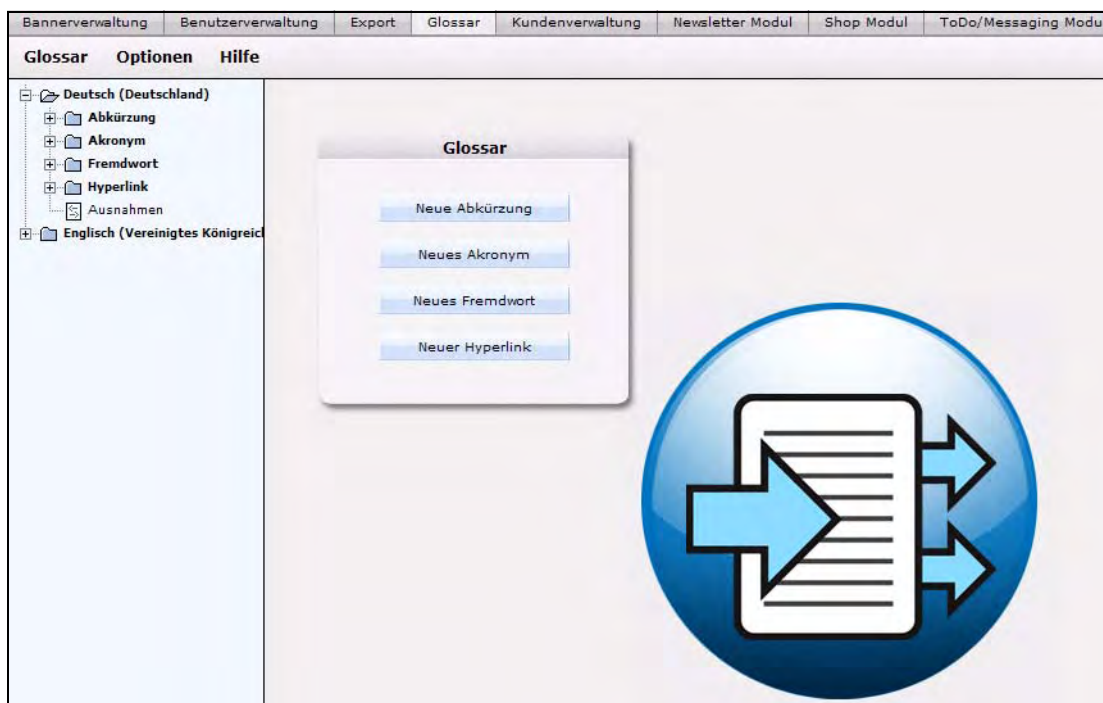 Bannerverwaltung Benutzerverwaltung Export Glossar Kundenverwaltung Newsletter Modul Shop Modul ToDo/Messaging Modu
Glossar Optionen Hilfe
Deutsch (Deutschland)
Abkürzung
Akronym
Fremdwort
Hyperlink
Ausnahmen
Englisch (Vereinigtes Königreicl
Glossar
Neue Abkürzung
Neues Akronym
Neues Fremdwort
Neuer Hyperlink